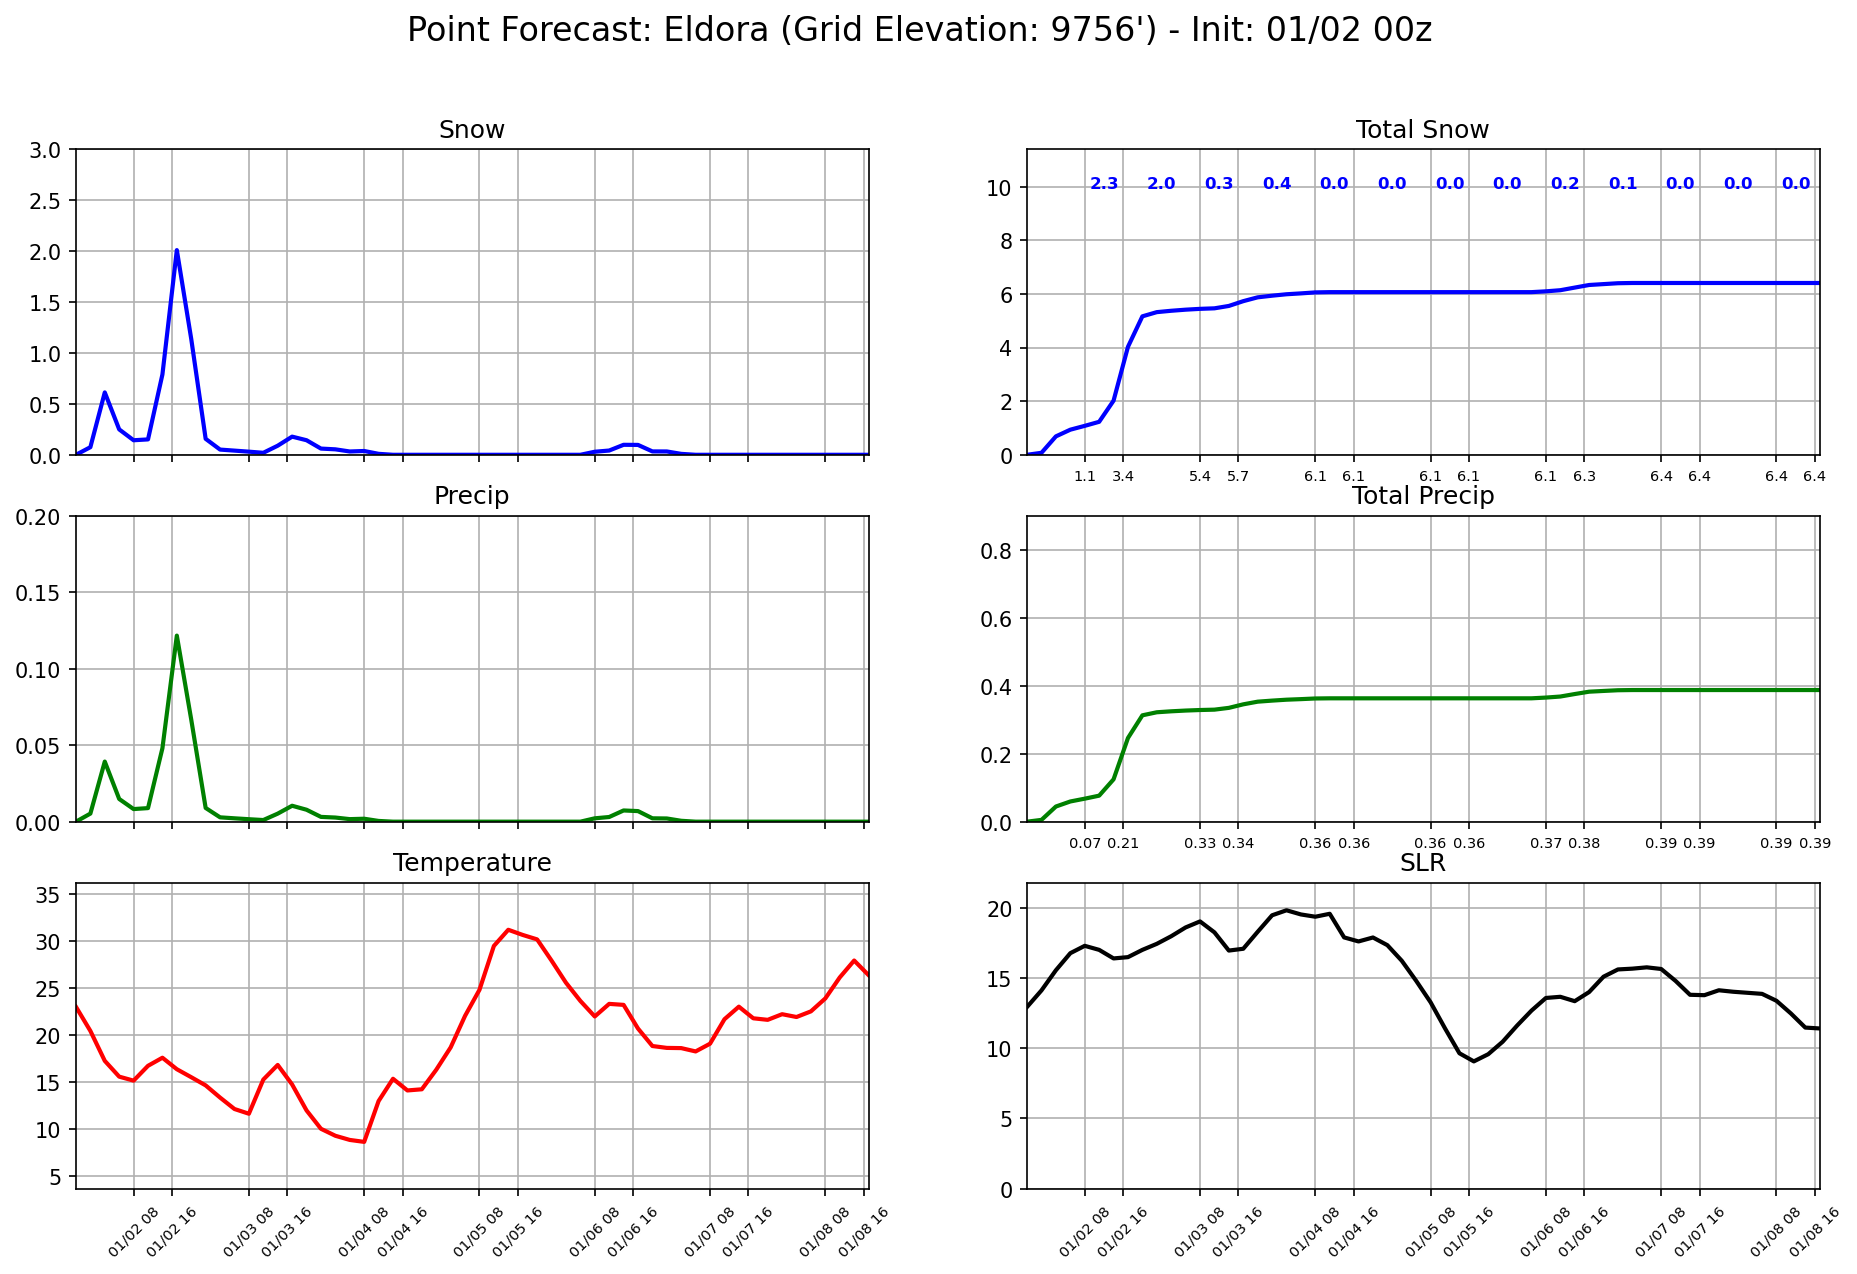 Point Forecast: Eldora (Grid Elevation: 9756') - Init: 01/02 00z
Snow
3.0
2.5
2.0
1.5
1.0
0.5
0.0
Total Snow
10
8
6
4
2
0
2.3 2.0 0.3 0.4 0.0 0.0 0.0 0.0 0.2 0.1 0.0 0.0 0.0
1.1 3.4 5.4 5.7 6.1 6.1 6.1 6.1 6.1 6.3 6.4 6.4 6.4 6.4
Precip
0.20
0.15
0.10
0.05
0.00
Total Precip
0.8
0.6
0.4
0.2
0.0
0.07 0.21 0.33 0.34 0.36 0.36 0.36 0.36 0.37 0.38 0.39 0.39 0.39 0.39
Temperature
35
30
25
20
15
10
5
01/02 08 01/02 16 01/03 08 01/03 16 01/04 08 01/04 16 01/05 08 01/05 16 01/06 08 01/06 16 01/07 08 01/07 16 01/08 08 01/08 16
SLR
20
15
10
5
0
01/02 08 01/02 16 01/03 08 01/03 16 01/04 08 01/04 16 01/05 08 01/05 16 01/06 08 01/06 16 01/07 08 01/07 16 01/08 08 01/08 16